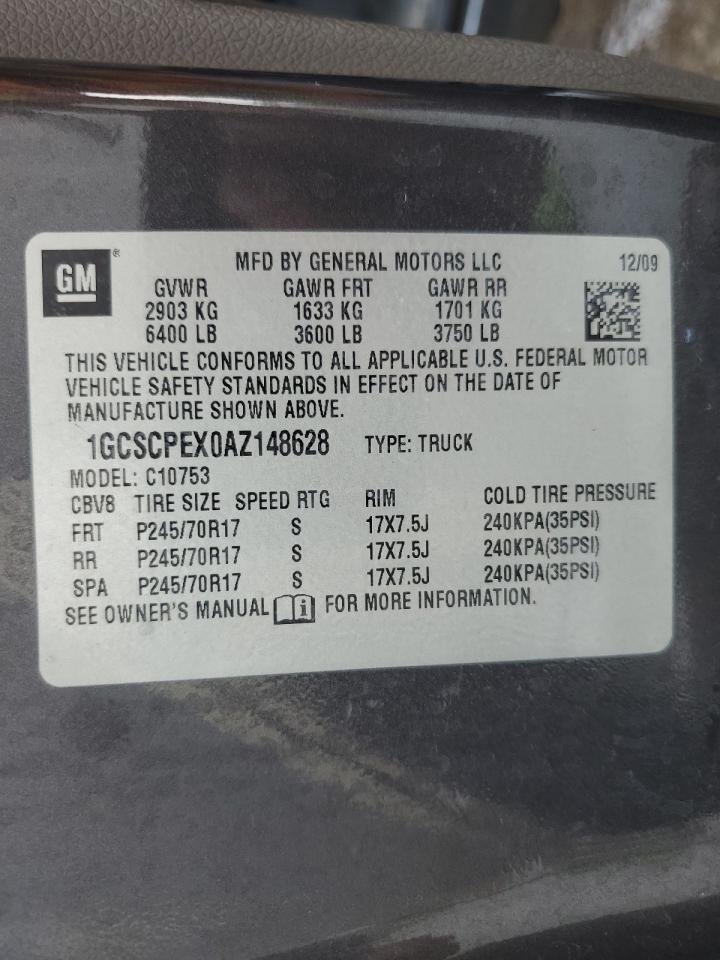 GM ® MFD BY GENERAL MOTORS LLC 12/09
GVWR GAWR FRT GAWR RR
2903 KG 1633 KG 1701 KG
6400 LB 3600 LB 3750 LB
THIS VEHICLE CONFORMS TO ALL APPLICABLE U.S. FEDERAL MOTOR
VEHICLE SAFETY STANDARDS IN EFFECT ON THE DATE OF
MANUFACTURE SHOWN ABOVE.
1GCSCPEX0AZ148628 TYPE: TRUCK
MODEL: C10753
CBV8 TIRE SIZE SPEED RTG RIM COLD TIRE PRESSURE
FRT P245/70R17 S 17X7.5J 240KPA(35PSI)
RR P245/70R17 S 17X7.5J 240KPA(35PSI)
SPA P245/70R17 S 17X7.5J 240KPA(35PSI)
SEE OWNER'S MANUAL i FOR MORE INFORMATION.